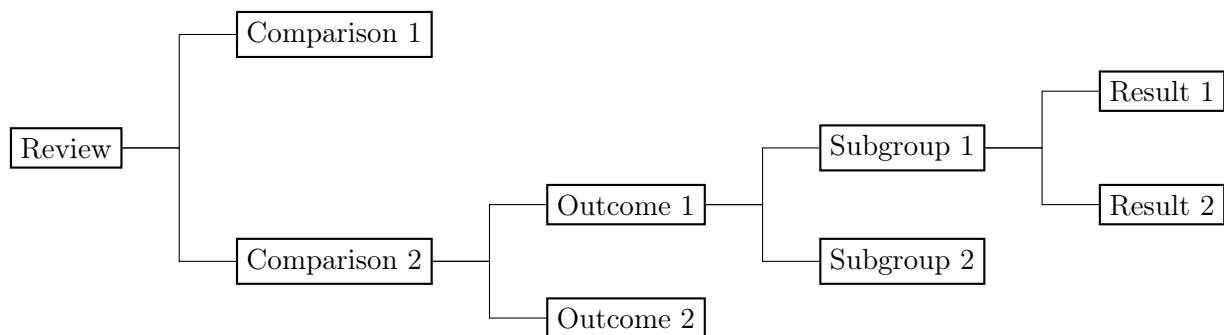 Review
Comparison 1
Comparison 2
Outcome 1
Outcome 2
Subgroup 1
Subgroup 2
Result 1
Result 2